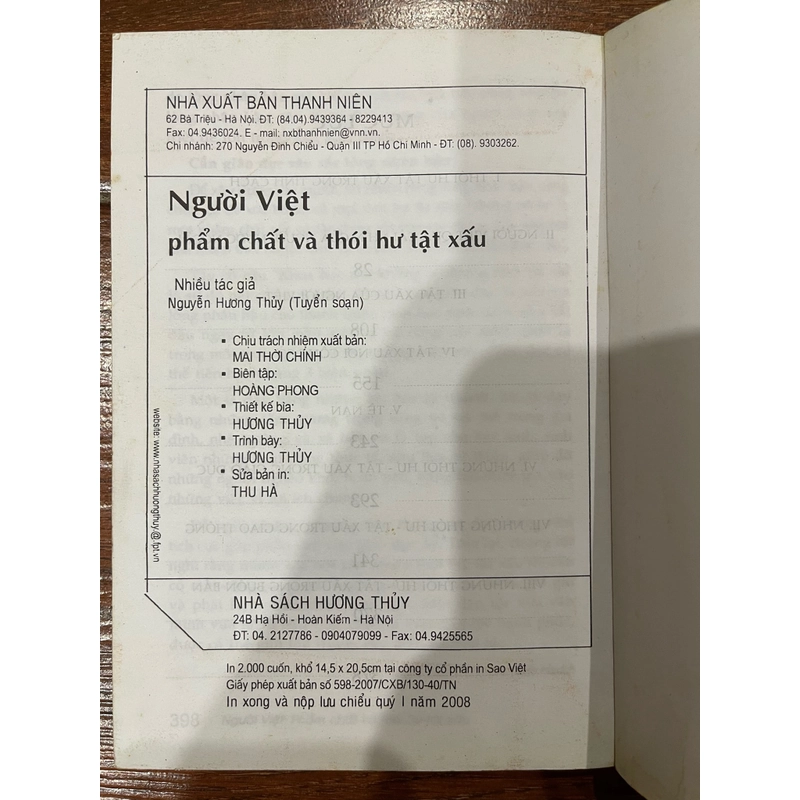 NHÀ XUẤT BẢN THANH NIÊN
62 Bà Triệu - Hà Nội. ĐT: (84.04).9439364 - 8229413
Fax: 04.9436024. E - mail: nxbthanhnien@vnn.vn.
Chi nhánh: 270 Nguyễn Đình Chiểu - Quận III TP Hồ Chí Minh - ĐT: (08). 9303262.
Người Việt
phẩm chất và thói hư tật xấu
Nhiều tác giả
Nguyễn Hương Thủy (Tuyển soạn)
▪ Chịu trách nhiệm xuất bản:
MAI THỜI CHÍNH
▪ Biên tập:
HOÀNG PHONG
▪ Thiết kế bìa:
HƯƠNG THỦY
▪ Trình bày:
HƯƠNG THỦY
▪ Sửa bản in:
THU HÀ
website: www.nhasachhuongthuy@.fpt.vn
NHÀ SÁCH HƯƠNG THỦY
24B Hạ Hồi - Hoàn Kiếm - Hà Nội
ĐT: 04. 2127786 - 0904079099 - Fax: 04.9425565
In 2.000 cuốn, khổ 14,5 x 20,5cm tại công ty cổ phần in Sao Việt
Giấy phép xuất bản số 598-2007/CXB/130-40/TN
In xong và nộp lưu chiểu quý I năm 2008
398